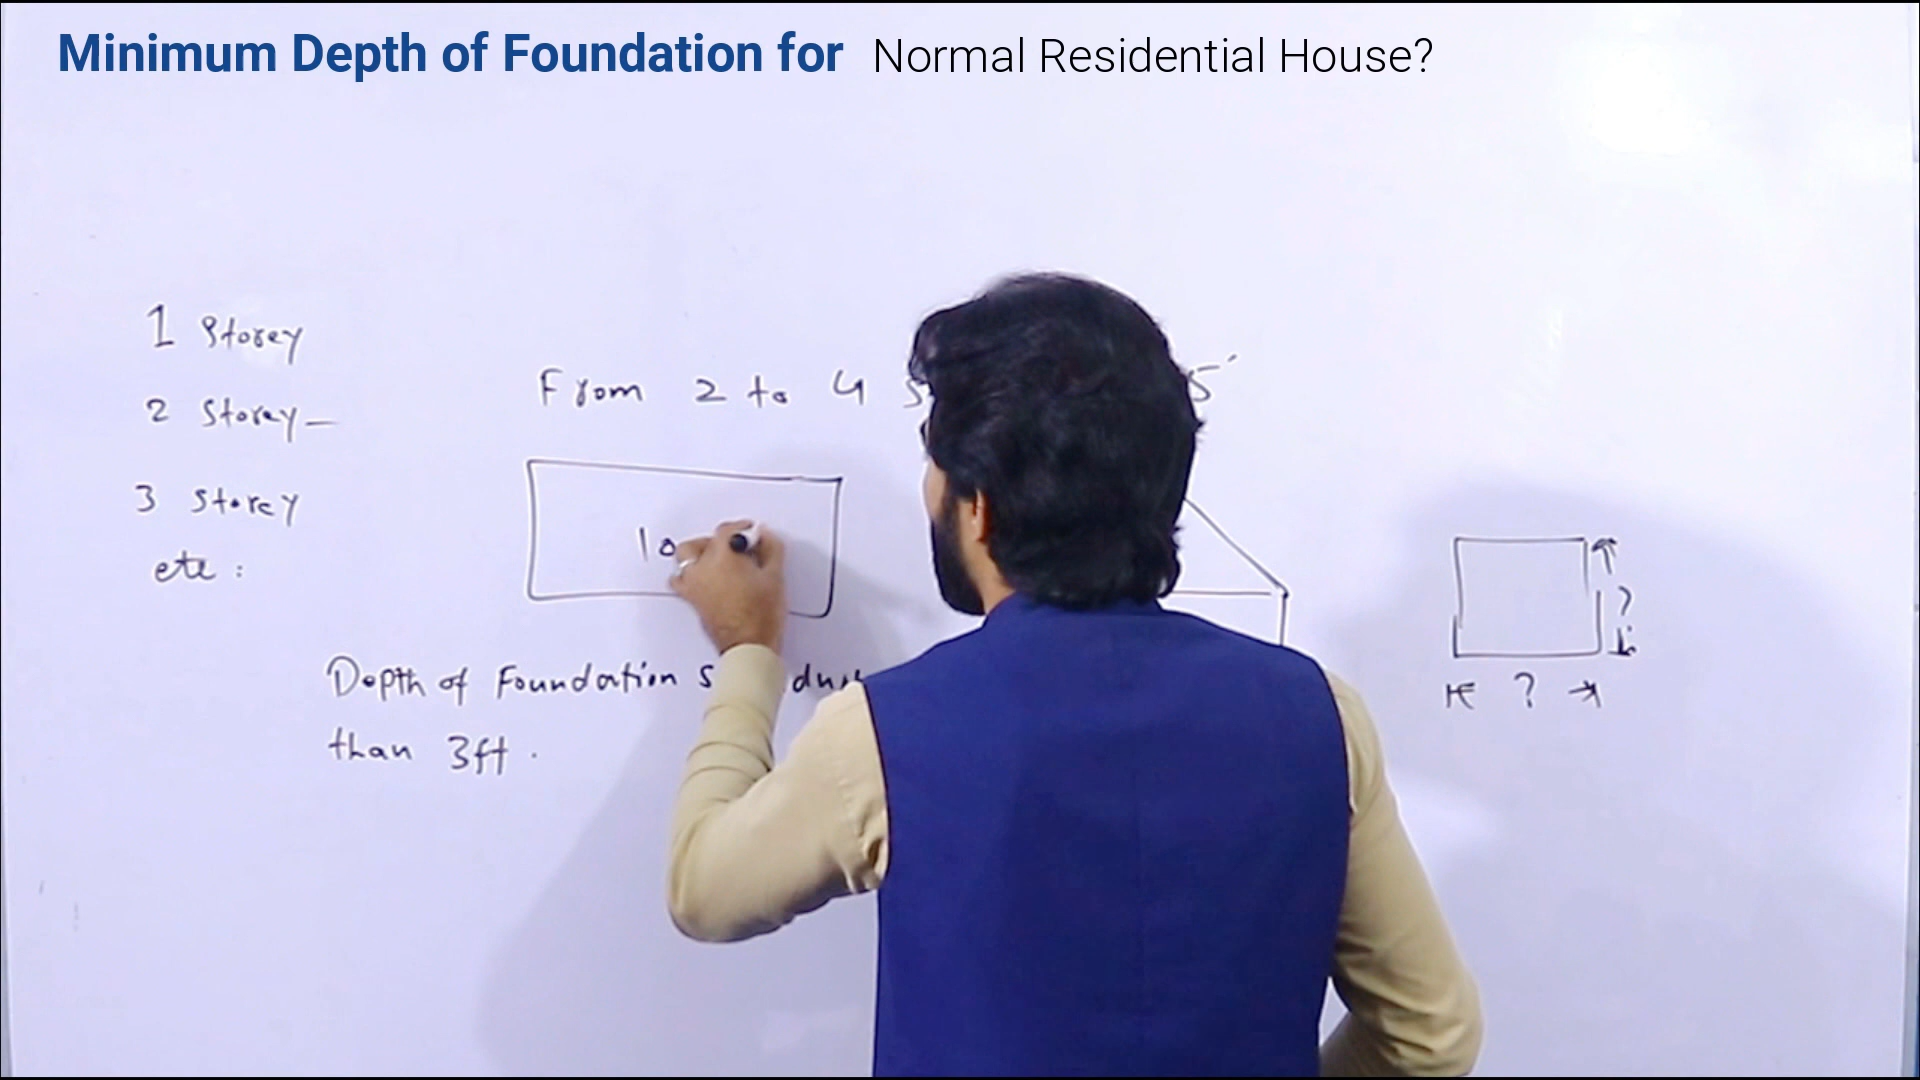 Minimum Depth of Foundation for Normal Residential House?
1 Storey
2 Storey -
3 Storey
etc :
From 2 to 4 5'
10
Depth of Foundation
than 3ft .
?
?